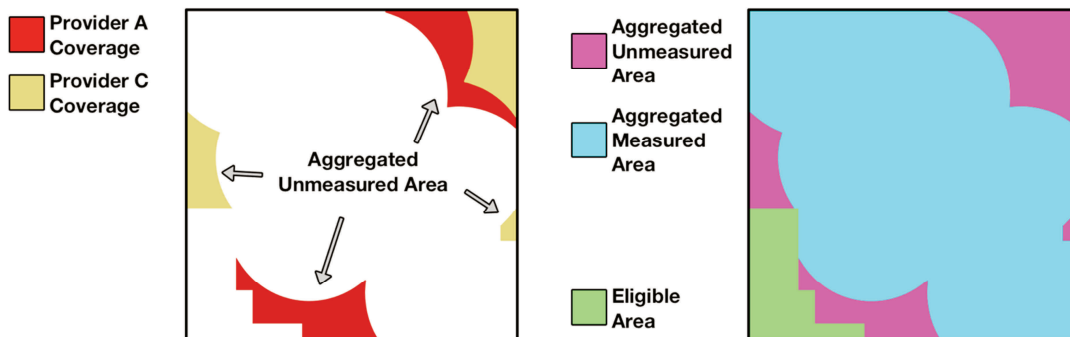 Provider A
Coverage
Provider C
Coverage
Aggregated
Unmeasured Area
Aggregated
Unmeasured
Area
Aggregated
Measured
Area
Eligible
Area